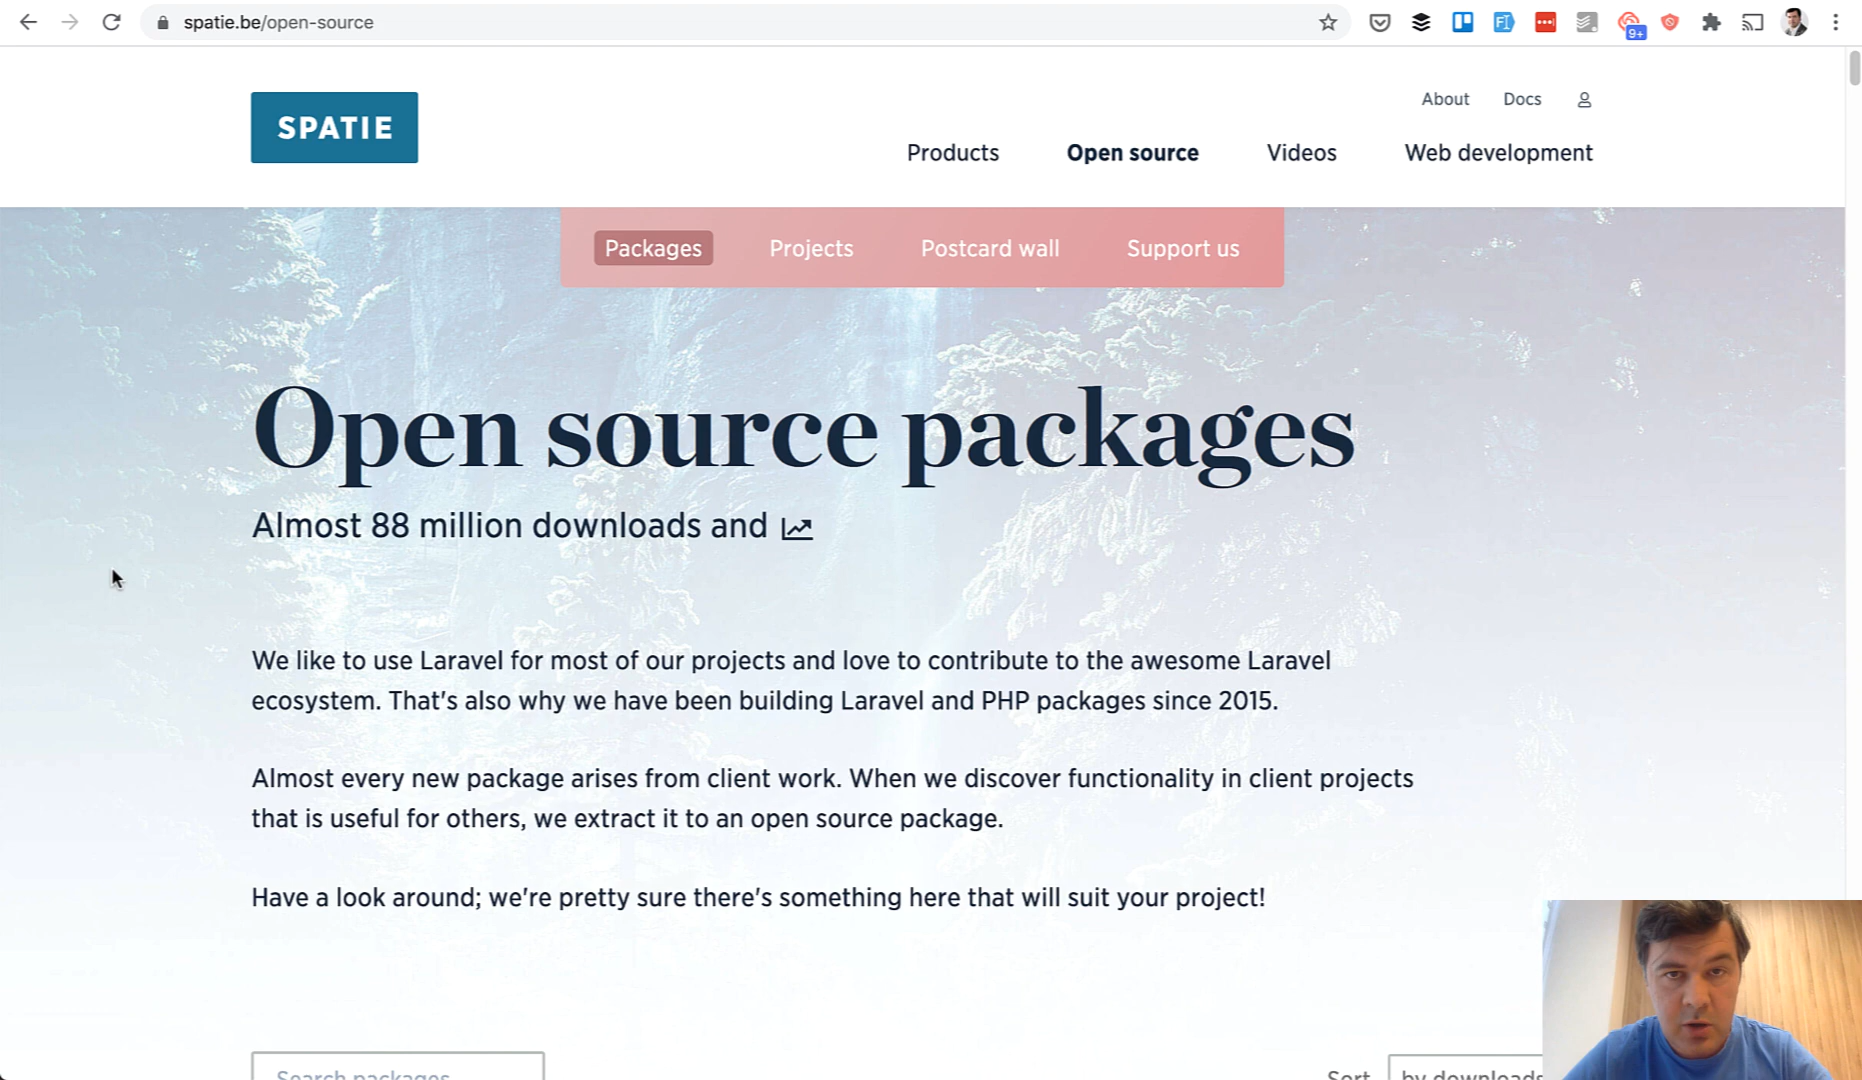 spatie.be/open-source
9+
SPATIE
About
Docs
Products
Open source
Videos
Web development
Packages
Projects
Postcard wall
Support us
Open source packages
Almost 88 million downloads and
We like to use Laravel for most of our projects and love to contribute to the awesome Laravel
ecosystem. That's also why we have been building Laravel and PHP packages since 2015.
Almost every new package arises from client work. When we discover functionality in client projects
that is useful for others, we extract it to an open source package.
Have a look around; we're pretty sure there's something here that will suit your project!
Search packages
Sort
by downloads